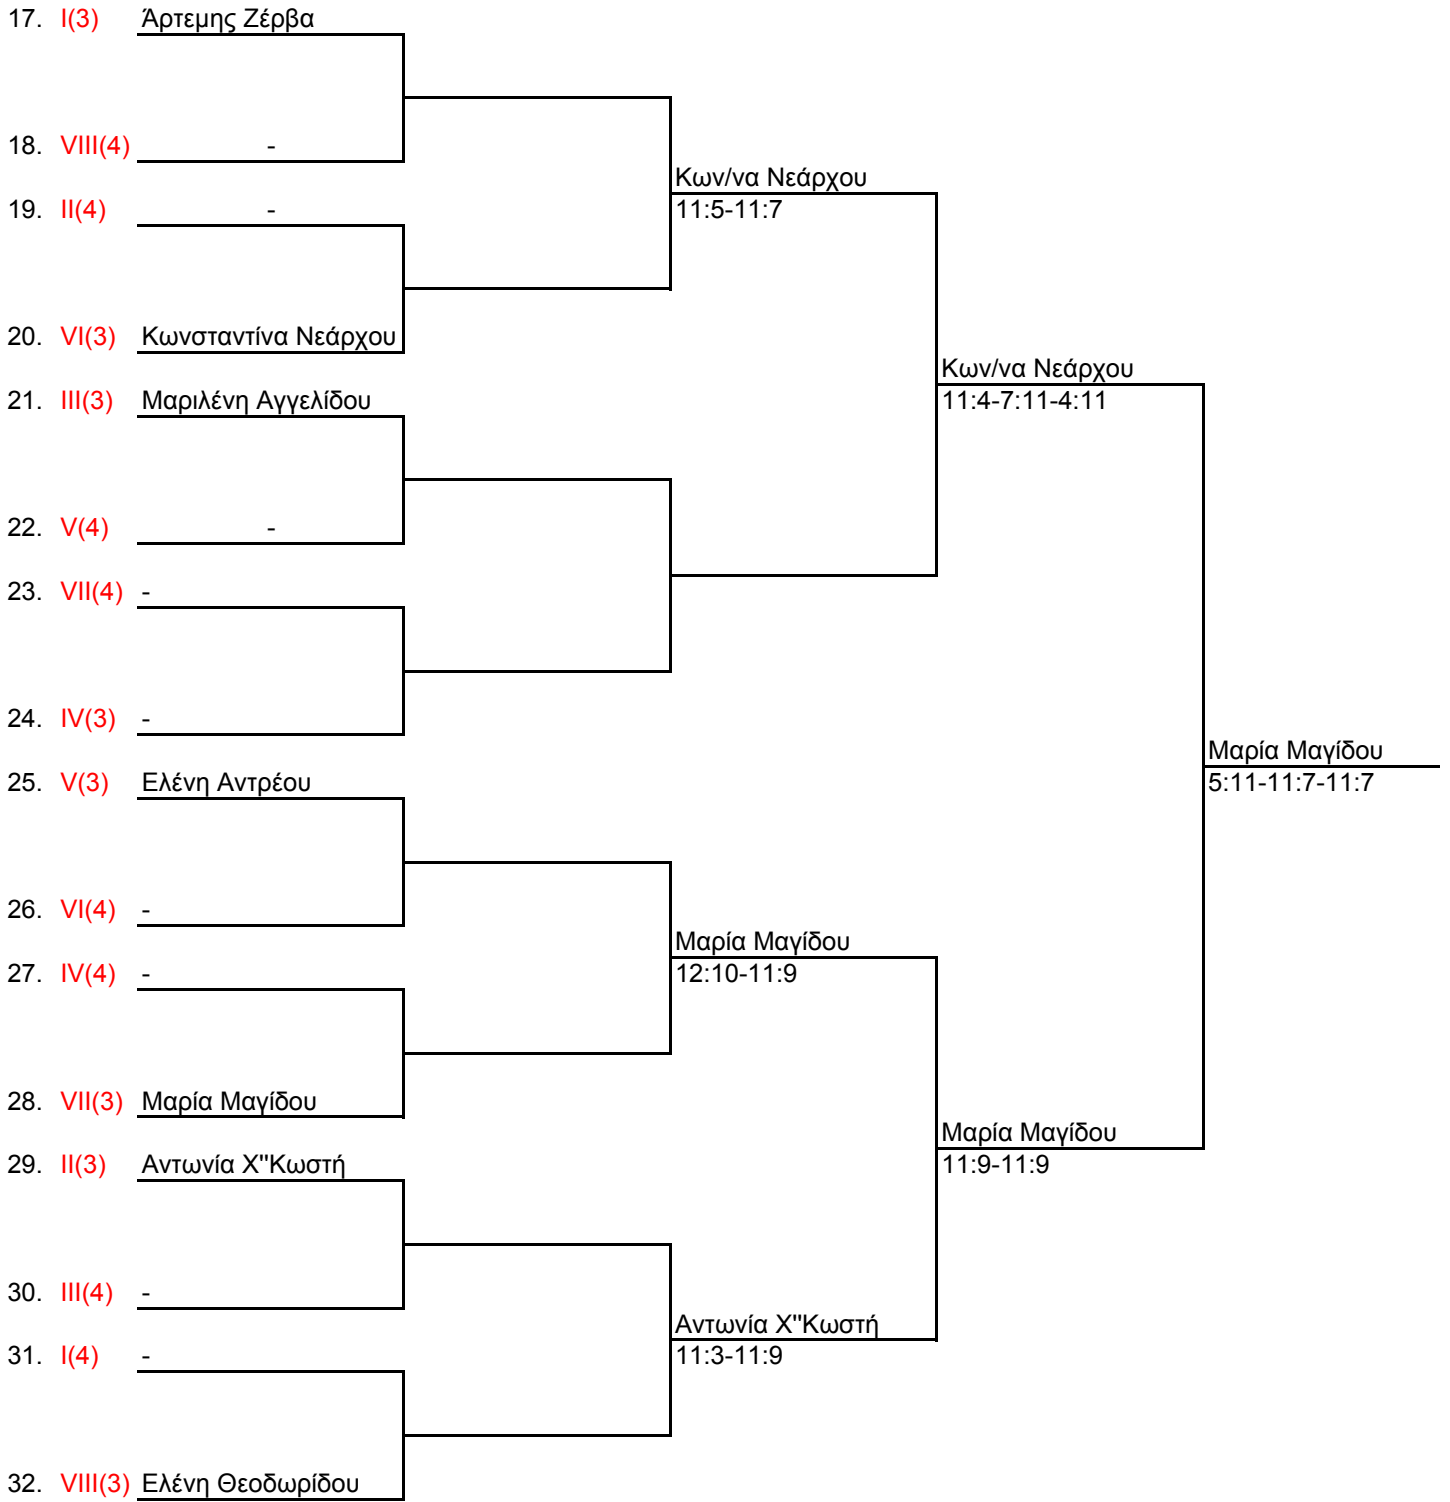 17. I(3) Άρτεμης Ζέρβα
18. VIII(4) -
Κων/να Νεάρχου
19. II(4) -
11:5-11:7
20. VI(3) Κωνσταντίνα Νεάρχου
Κων/να Νεάρχου
21. III(3) Μαριλένη Αγγελίδου
11:4-7:11-4:11
22. V(4) -
23. VII(4) -
24. IV(3) -
Μαρία Μαγίδου
25. V(3) Ελένη Αντρέου
5:11-11:7-11:7
26. VI(4) -
Μαρία Μαγίδου
27. IV(4) -
12:10-11:9
28. VII(3) Μαρία Μαγίδου
Μαρία Μαγίδου
29. II(3) Αντωνία Χ"Κωστή
11:9-11:9
30. III(4) -
Αντωνία Χ"Κωστή
31. I(4) -
11:3-11:9
32. VIII(3) Ελένη Θεοδωρίδου